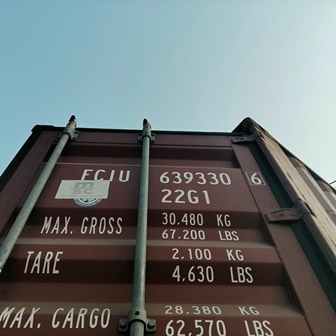 FCIU 639330 6
22G1
MAX. GROSS 30.480 KG
67.200 LBS
TARE 2.100 KG
4.630 LBS
MAX. CARGO 28.380 KG
62.570 LBS